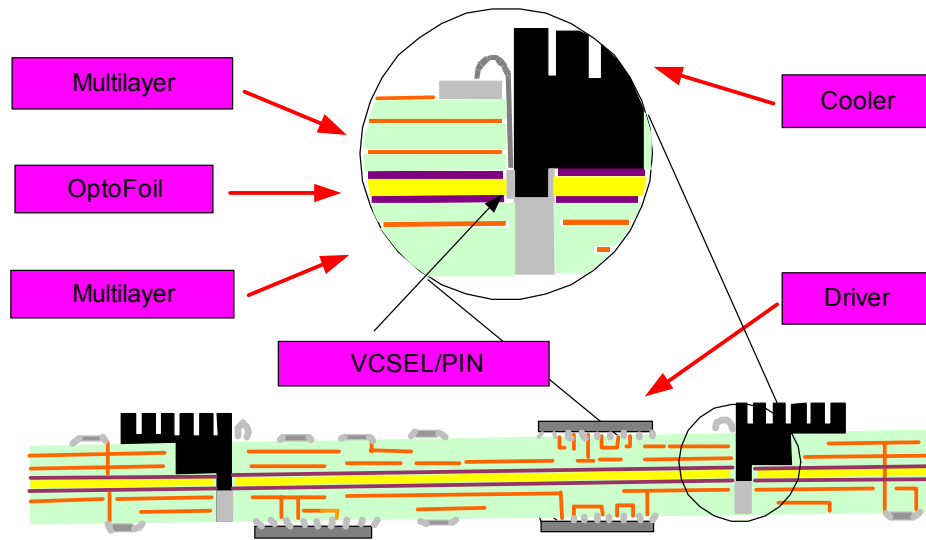 Multilayer
Cooler
OptoFoil
Multilayer
Driver
VCSEL/PIN